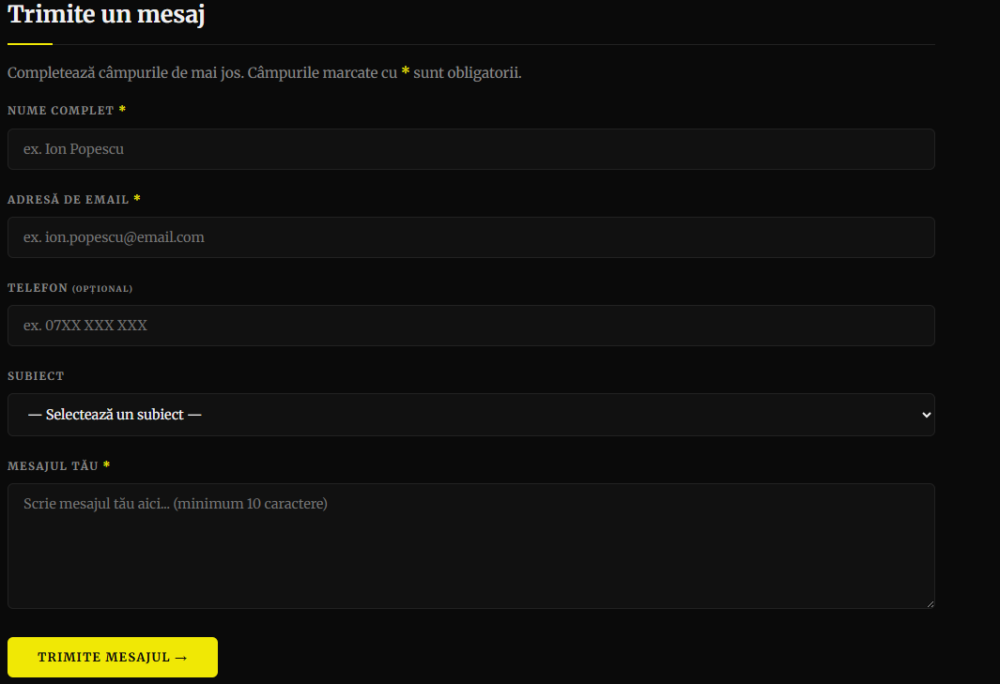 Trimite un mesaj
Completează câmpurile de mai jos. Câmpurile marcate cu * sunt obligatorii.
NUME COMPLET *
ex. Ion Popescu
ADRESĂ DE EMAIL *
ex. ion.popescu@email.com
TELEFON (OPȚIONAL)
ex. 07XX XXX XXX
SUBIECT
— Selectează un subiect —
MESAJUL TĂU *
Scrie mesajul tău aici... (minimum 10 caractere)
TRIMITE MESAJUL →